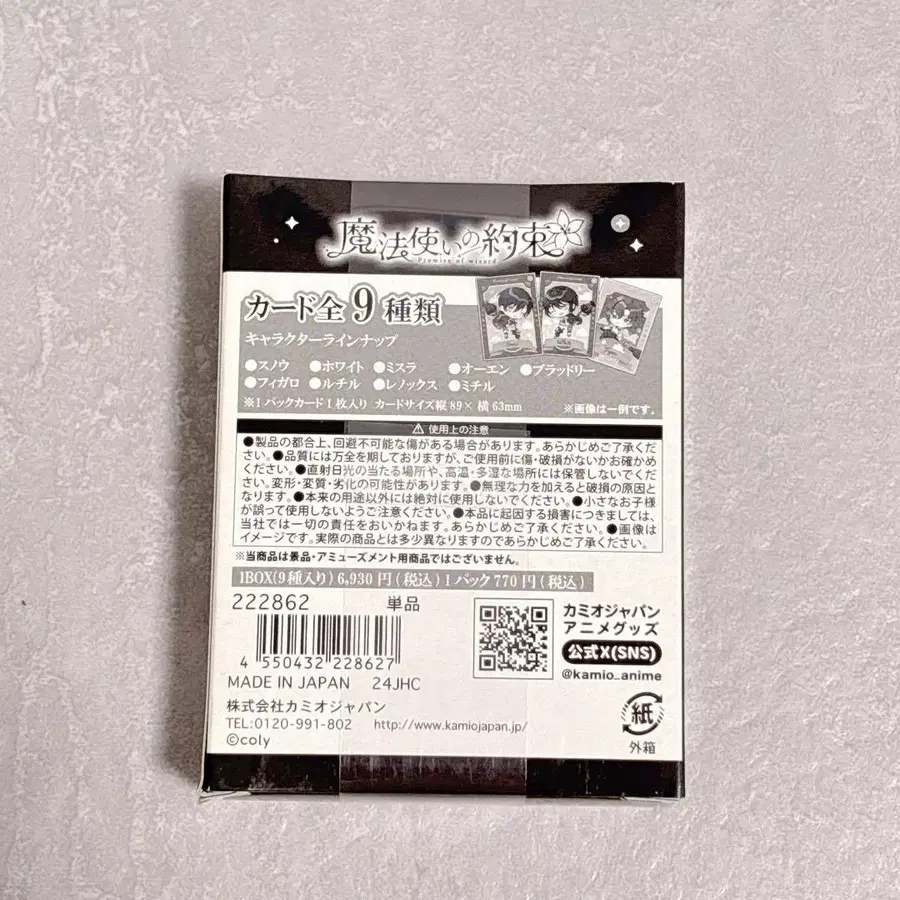 魔法使いの約束
Promise of wizard
カード全9種類
キャラクターラインナップ
●スノウ ●ホワイト ●ミスラ ●オーエン ●ブラッドリー
●フィガロ ●ルチル ●レノックス ●ミチル
※1パックカード1枚入り カードサイズ縦89×横63mm ※画像は一例です。
⚠使用上の注意
●製品の都合上、回避不可能な傷がある場合があります。あらかじめご了承くだ
さい。●品質には万全を期しておりますが、ご使用前に傷・破損がないかお確かめ
ください。●直射日光の当たる場所や、高温・多湿な場所には保管しないでくだ
さい。変形・変質・劣化の可能性があります。●無理な力を加えると破損の原因と
なります。●本来の用途以外には絶対に使用しないでください。●小さなお子様
が誤って使用しないようご注意ください。●本品に起因する損害につきましては、
当社では一切の責任をおいかねます。あらかじめご了承ください。●画像は
イメージです。実際の商品とは多少異なりますのであらかじめご了承ください。
※当商品は景品・アミューズメント用商品ではございません。
1BOX(9種入り)6,930円(税込)1パック770円(税込)
222862 単品
4 550432 228627
MADE IN JAPAN 24JHC
株式会社カミオジャパン
TEL:0120-991-802 http://www.kamiojapan.jp/
©coly
カミオジャパン
アニメグッズ
公式X(SNS)
@kamio_anime
紙
外箱